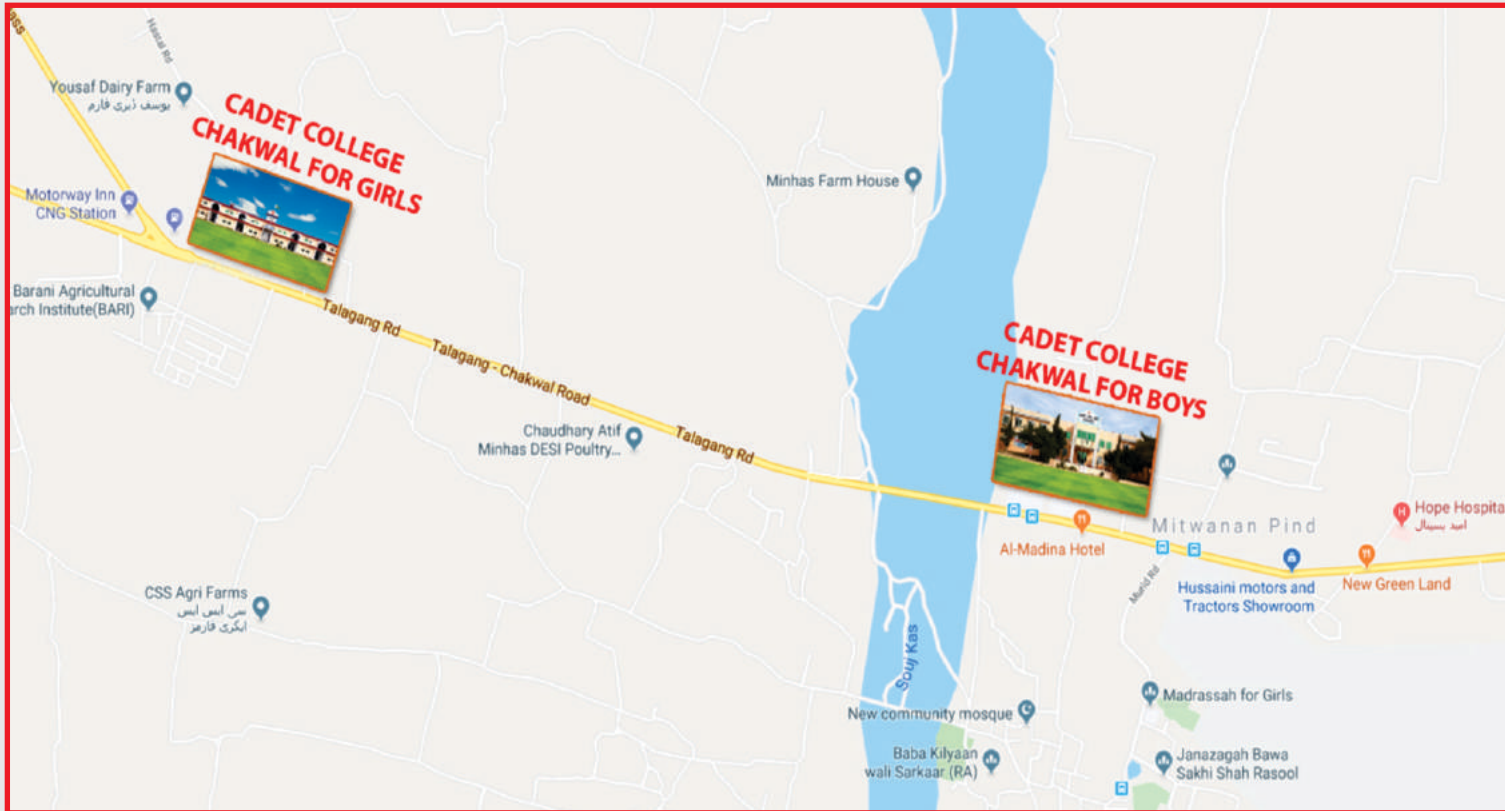 ass
Hastal Rd
Yousaf Dairy Farm
یوسف ڈیری فارم
CADET COLLEGE
CHAKWAL FOR GIRLS
Motorway Inn
CNG Station
Barani Agricultural
arch Institute(BARI)
Talagang Rd
Talagang - Chakwal Road
Chaudhary Atif
Minhas DESI Poultry...
Talagang Rd
Minhas Farm House
CADET COLLEGE
CHAKWAL FOR BOYS
Al-Madina Hotel
Mitwanan Pind
Murid Rd
Hope Hospita
امید ہسپتال
Hussaini motors and
Tractors Showroom
New Green Land
CSS Agri Farms
سی ایس ایس
ایگری فارمز
Souj Kas
New community mosque
Baba Kilyaan
wali Sarkaar (RA)
Madrassah for Girls
Janazagah Bawa
Sakhi Shah Rasool